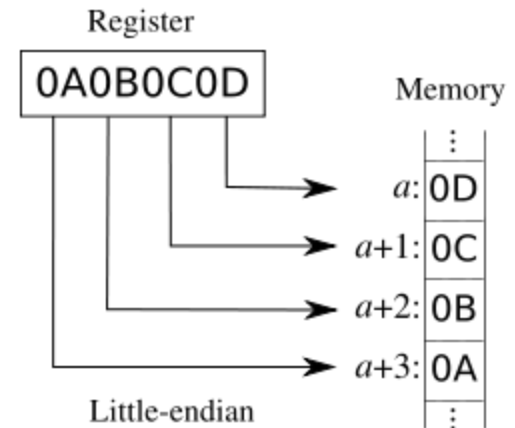 Register
0A0B0C0D
Memory
⋮
a: 0D
a+1: 0C
a+2: 0B
a+3: 0A
⋮
Little-endian